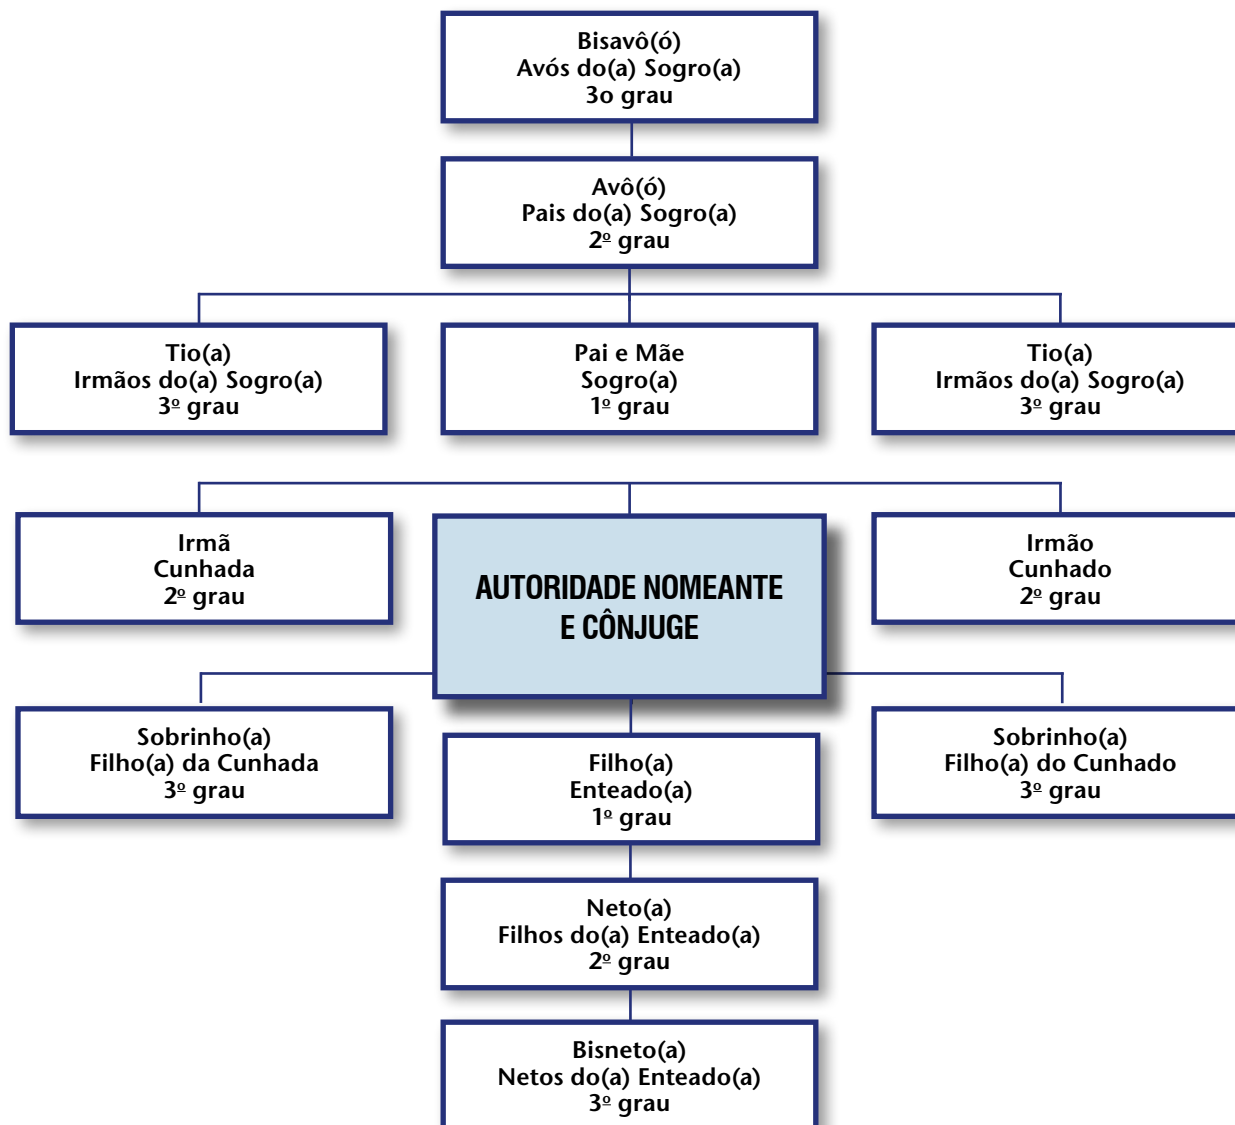 Bisavô(ó)
Avós do(a) Sogro(a)
3o grau
Avô(ó)
Pais do(a) Sogro(a)
2º grau
Tio(a)
Irmãos do(a) Sogro(a)
3º grau
Pai e Mãe
Sogro(a)
1º grau
Tio(a)
Irmãos do(a) Sogro(a)
3º grau
Irmã
Cunhada
2º grau
AUTORIDADE NOMEANTE
E CÔNJUGE
Irmão
Cunhado
2º grau
Sobrinho(a)
Filho(a) da Cunhada
3º grau
Filho(a)
Enteado(a)
1º grau
Sobrinho(a)
Filho(a) do Cunhado
3º grau
Neto(a)
Filhos do(a) Enteado(a)
2º grau
Bisneto(a)
Netos do(a) Enteado(a)
3º grau